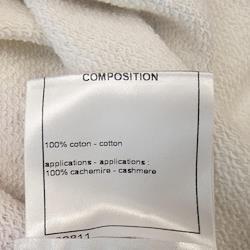 COMPOSITION
100% coton - cotton
applications - applications :
100% cachemire - cashmere